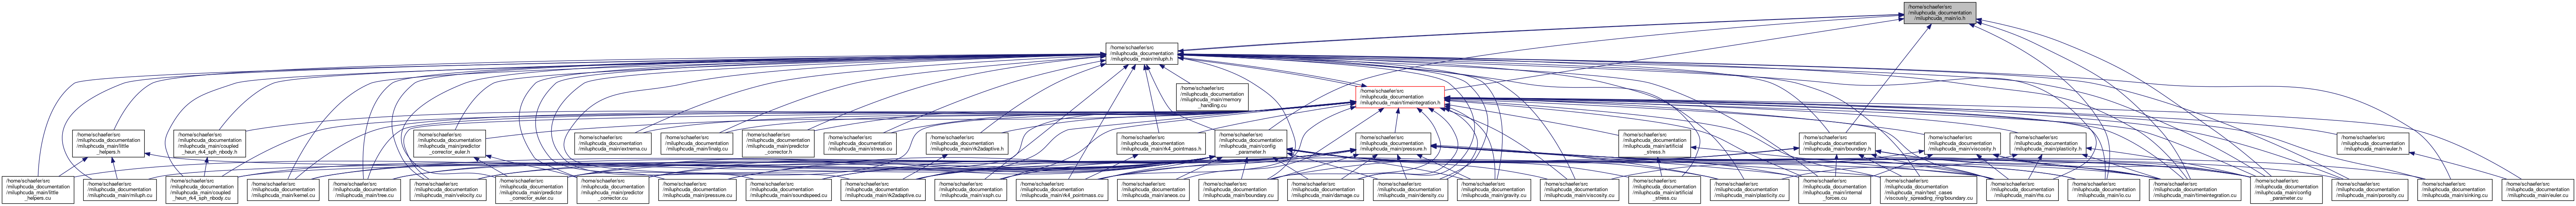 /home/schaefer/src
/miluphcuda_documentation
/miluphcuda_main/io.h
/home/schaefer/src
/miluphcuda_documentation
/miluphcuda_main/miluph.h
/home/schaefer/src
/miluphcuda_documentation
/miluphcuda_main/memory
_handling.cu
/home/schaefer/src
/miluphcuda_documentation
/miluphcuda_main/timeintegration.h
/home/schaefer/src
/miluphcuda_documentation
/miluphcuda_main/little
_helpers.h
/home/schaefer/src
/miluphcuda_documentation
/miluphcuda_main/coupled
_heun_rk4_sph_nbody.h
/home/schaefer/src
/miluphcuda_documentation
/miluphcuda_main/predictor
_corrector_euler.h
/home/schaefer/src
/miluphcuda_documentation
/miluphcuda_main/extrema.cu
/home/schaefer/src
/miluphcuda_documentation
/miluphcuda_main/linalg.cu
/home/schaefer/src
/miluphcuda_documentation
/miluphcuda_main/predictor
_corrector.h
/home/schaefer/src
/miluphcuda_documentation
/miluphcuda_main/stress.cu
/home/schaefer/src
/miluphcuda_documentation
/miluphcuda_main/rk2adaptive.h
/home/schaefer/src
/miluphcuda_documentation
/miluphcuda_main/rk4_pointmass.h
/home/schaefer/src
/miluphcuda_documentation
/miluphcuda_main/config
_parameter.h
/home/schaefer/src
/miluphcuda_documentation
/miluphcuda_main/pressure.h
/home/schaefer/src
/miluphcuda_documentation
/miluphcuda_main/artificial
_stress.h
/home/schaefer/src
/miluphcuda_documentation
/miluphcuda_main/boundary.h
/home/schaefer/src
/miluphcuda_documentation
/miluphcuda_main/viscosity.h
/home/schaefer/src
/miluphcuda_documentation
/miluphcuda_main/plasticity.h
/home/schaefer/src
/miluphcuda_documentation
/miluphcuda_main/euler.h
/home/schaefer/src
/miluphcuda_documentation
/miluphcuda_main/little
_helpers.cu
/home/schaefer/src
/miluphcuda_documentation
/miluphcuda_main/miluph.cu
/home/schaefer/src
/miluphcuda_documentation
/miluphcuda_main/coupled
_heun_rk4_sph_nbody.cu
/home/schaefer/src
/miluphcuda_documentation
/miluphcuda_main/kernel.cu
/home/schaefer/src
/miluphcuda_documentation
/miluphcuda_main/tree.cu
/home/schaefer/src
/miluphcuda_documentation
/miluphcuda_main/velocity.cu
/home/schaefer/src
/miluphcuda_documentation
/miluphcuda_main/predictor
_corrector_euler.cu
/home/schaefer/src
/miluphcuda_documentation
/miluphcuda_main/predictor
_corrector.cu
/home/schaefer/src
/miluphcuda_documentation
/miluphcuda_main/pressure.cu
/home/schaefer/src
/miluphcuda_documentation
/miluphcuda_main/soundspeed.cu
/home/schaefer/src
/miluphcuda_documentation
/miluphcuda_main/rk2adaptive.cu
/home/schaefer/src
/miluphcuda_documentation
/miluphcuda_main/xsph.cu
/home/schaefer/src
/miluphcuda_documentation
/miluphcuda_main/rk4_pointmass.cu
/home/schaefer/src
/miluphcuda_documentation
/miluphcuda_main/aneos.cu
/home/schaefer/src
/miluphcuda_documentation
/miluphcuda_main/boundary.cu
/home/schaefer/src
/miluphcuda_documentation
/miluphcuda_main/damage.cu
/home/schaefer/src
/miluphcuda_documentation
/miluphcuda_main/density.cu
/home/schaefer/src
/miluphcuda_documentation
/miluphcuda_main/gravity.cu
/home/schaefer/src
/miluphcuda_documentation
/miluphcuda_main/viscosity.cu
/home/schaefer/src
/miluphcuda_documentation
/miluphcuda_main/artificial
_stress.cu
/home/schaefer/src
/miluphcuda_documentation
/miluphcuda_main/plasticity.cu
/home/schaefer/src
/miluphcuda_documentation
/miluphcuda_main/internal
_forces.cu
/home/schaefer/src
/miluphcuda_documentation
/miluphcuda_main/test_cases
/viscously_spreading_ring/boundary.cu
/home/schaefer/src
/miluphcuda_documentation
/miluphcuda_main/rhs.cu
/home/schaefer/src
/miluphcuda_documentation
/miluphcuda_main/io.cu
/home/schaefer/src
/miluphcuda_documentation
/miluphcuda_main/timeintegration.cu
/home/schaefer/src
/miluphcuda_documentation
/miluphcuda_main/config
_parameter.cu
/home/schaefer/src
/miluphcuda_documentation
/miluphcuda_main/porosity.cu
/home/schaefer/src
/miluphcuda_documentation
/miluphcuda_main/sinking.cu
/home/schaefer/src
/miluphcuda_documentation
/miluphcuda_main/euler.cu